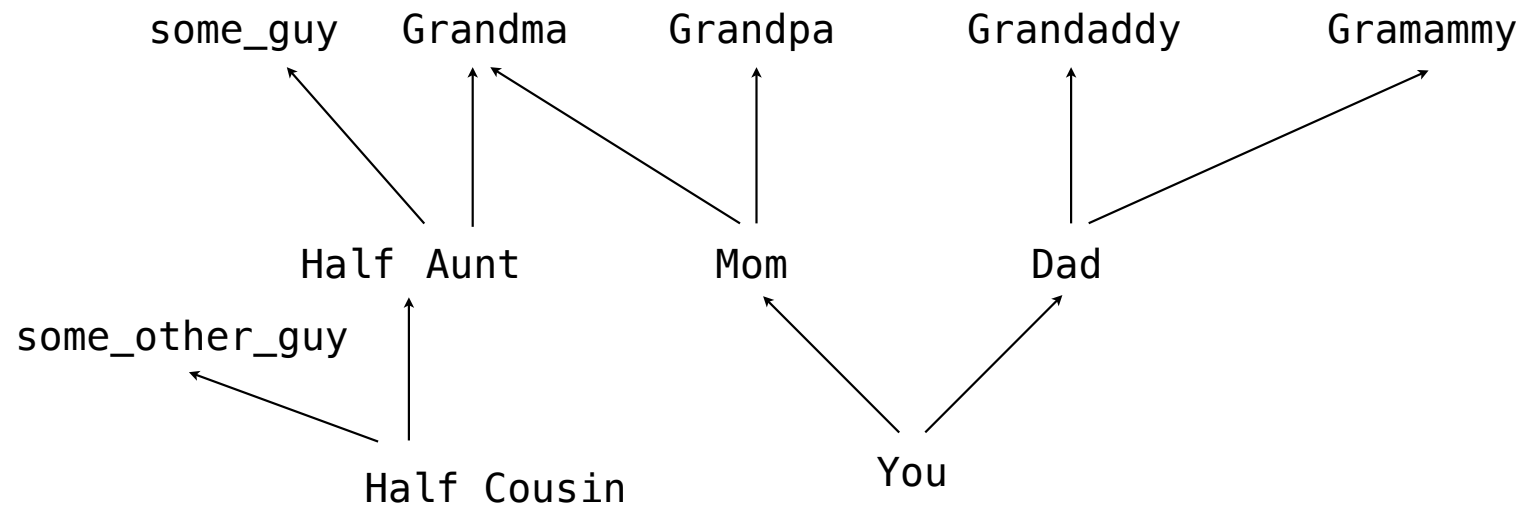 some_guy Grandma Grandpa Grandaddy Gramammy
Half Aunt Mom Dad
some_other_guy
Half Cousin You